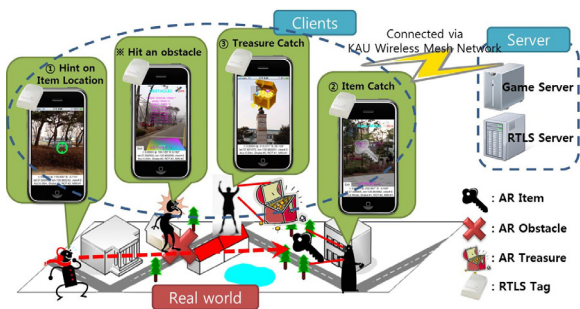 Clients
Connected via
KAU Wireless Mesh Network
Server
※ Hit an obstacle
③ Treasure Catch
① Hint on
Item Location
② Item Catch
Game Server
RTLS Server
: AR Item
: AR Obstacle
: AR Treasure
: RTLS Tag
Real world